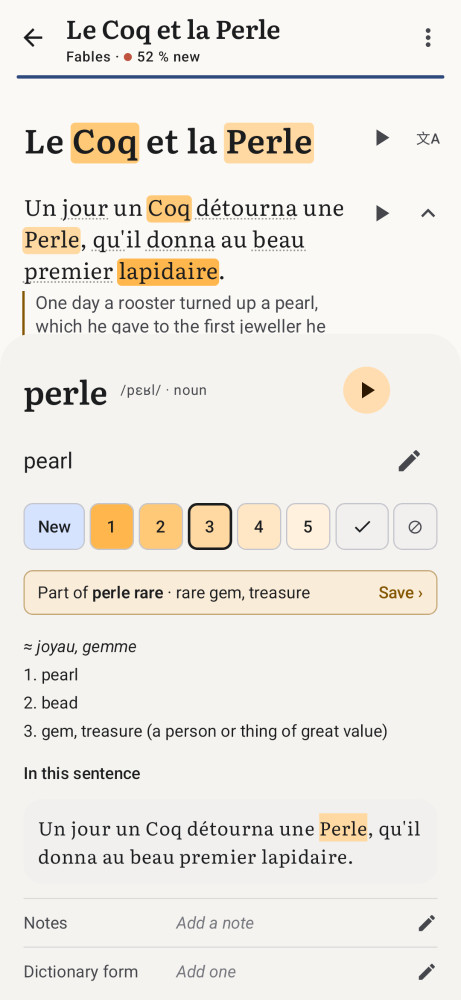 Le Coq et la Perle
Fables · 52 % new
Le Coq et la Perle
文A
Un jour un Coq détourna une
Perle, qu'il donna au beau
premier lapidaire.
One day a rooster turned up a pearl,
which he gave to the first jeweller he
perle /pɛʁl/ · noun
pearl
New 1 2 3 4 5
Part of perle rare · rare gem, treasure Save ›
≈ joyau, gemme
1. pearl
2. bead
3. gem, treasure (a person or thing of great value)
In this sentence
Un jour un Coq détourna une Perle, qu'il
donna au beau premier lapidaire.
Notes Add a note
Dictionary form Add one